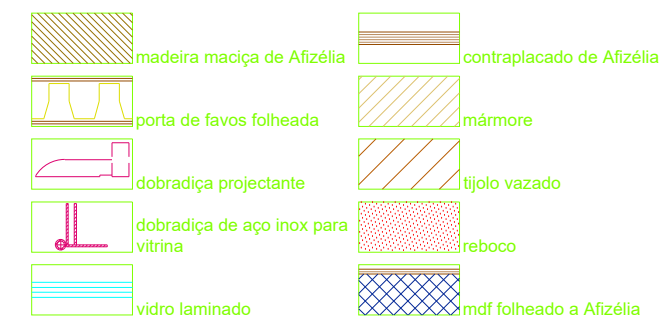 madeira maciça de Afizélia
contraplacado de Afizélia
porta de favos folheada
mármore
dobradiça projectante
tijolo vazado
dobradiça de aço inox para
vitrina
reboco
vidro laminado
mdf folheado a Afizélia